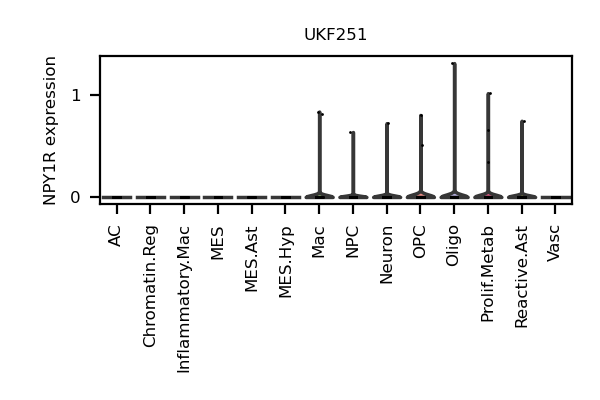 UKF251
NPY1R expression
1
0
AC
Chromatin.Reg
Inflammatory.Mac
MES
MES.Ast
MES.Hyp
Mac
NPC
Neuron
OPC
Oligo
Prolif.Metab
Reactive.Ast
Vasc